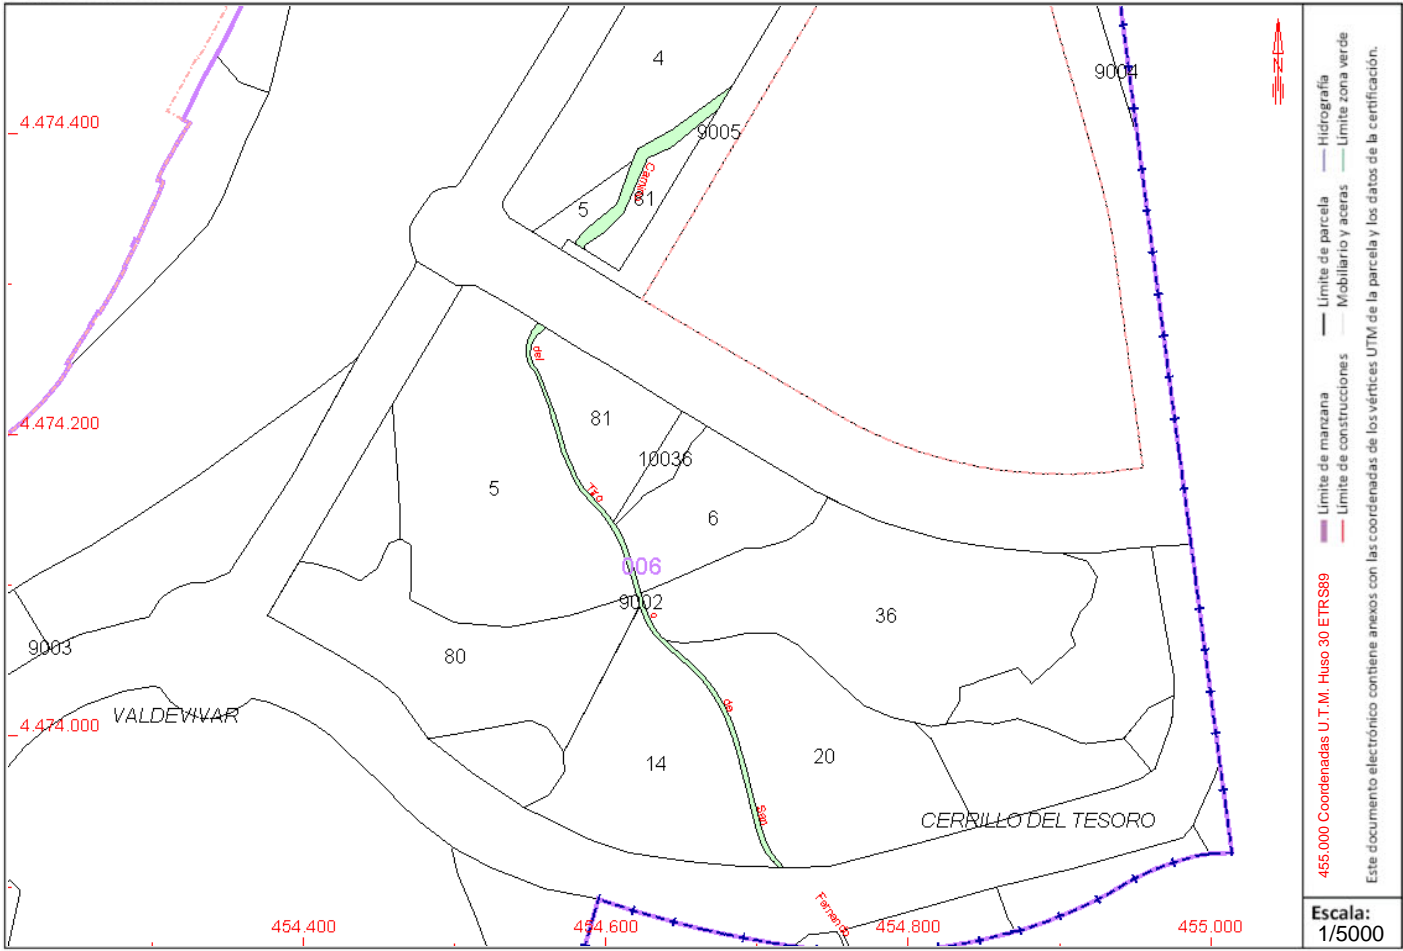 4
9004
4.474.400
9005
Camino
5
81
del
4.474.200
81
10036
5
Tiro
6
006
9002
o
36
9003
80
de
VALDEVIVAR
4.474.000
14
20
San
CERRILLO DEL TESORO
Fernando
454.400
454.600
454.800
455.000
N
Hidrografía
Límite zona verde
Límite de parcela
Mobiliario y aceras
Límite de manzana
Límite de construcciones
455.000 Coordenadas U.T.M. Huso 30 ETRS89
Este documento electrónico contiene anexos con las coordenadas de los vértices UTM de la parcela y los datos de la certificación.
Escala:
1/5000